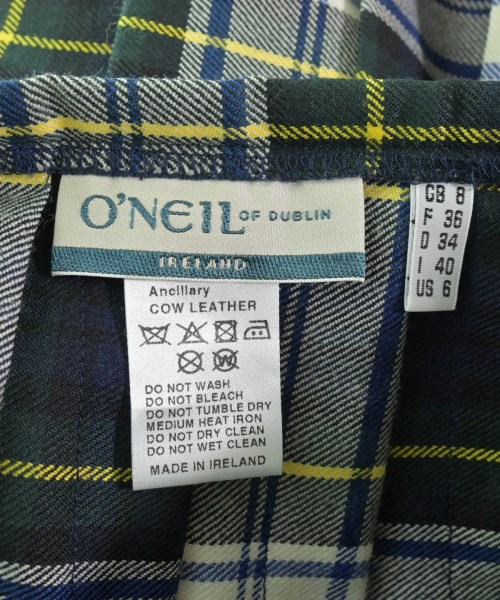 O'NEIL OF DUBLIN
IRELAND
GB 8
F 36
D 34
I 40
US 6
Ancillary
COW LEATHER
W
DO NOT WASH
DO NOT BLEACH
DO NOT TUMBLE DRY
MEDIUM HEAT IRON
DO NOT DRY CLEAN
DO NOT WET CLEAN
MADE IN IRELAND